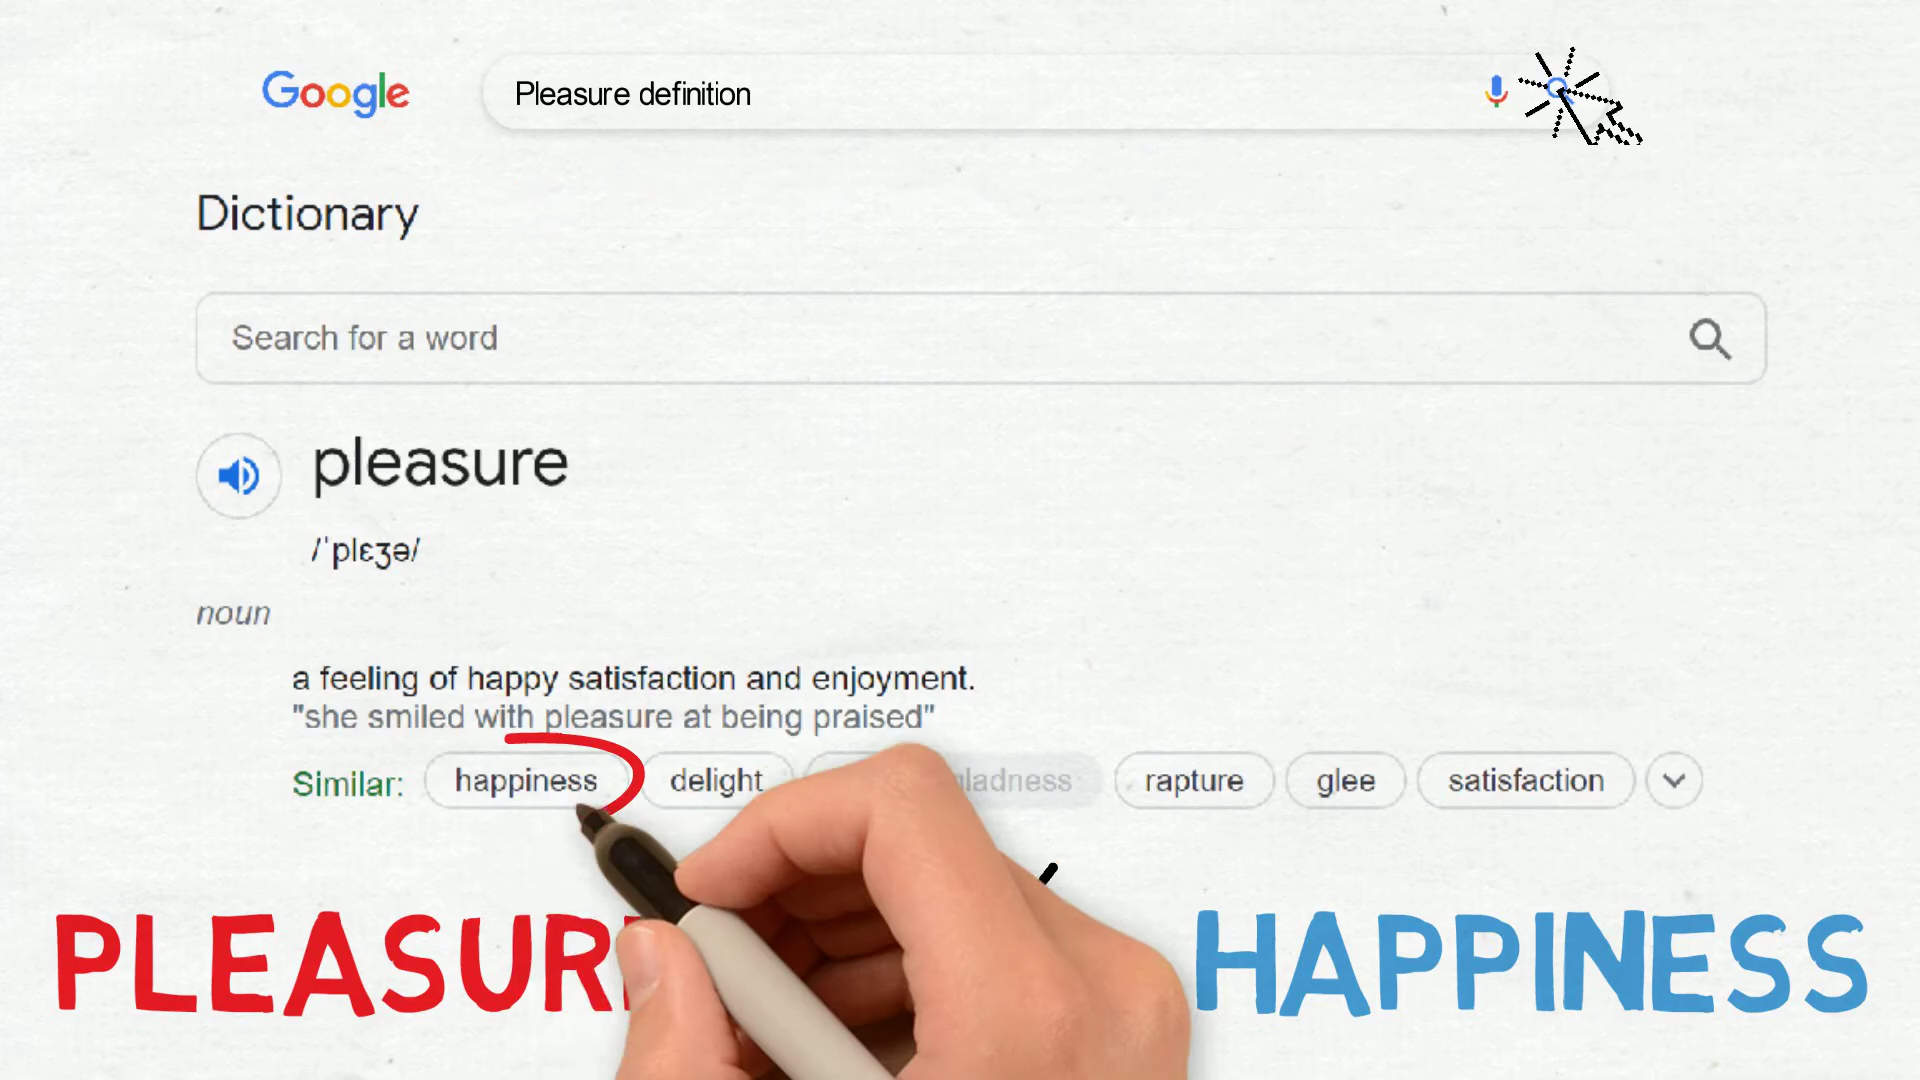 Google
Pleasure definition
Dictionary
Search for a word
pleasure
/ˈplɛʒə/
noun
a feeling of happy satisfaction and enjoyment.
"she smiled with pleasure at being praised"
Similar: happiness delight rapture glee satisfaction
HAPPINESS